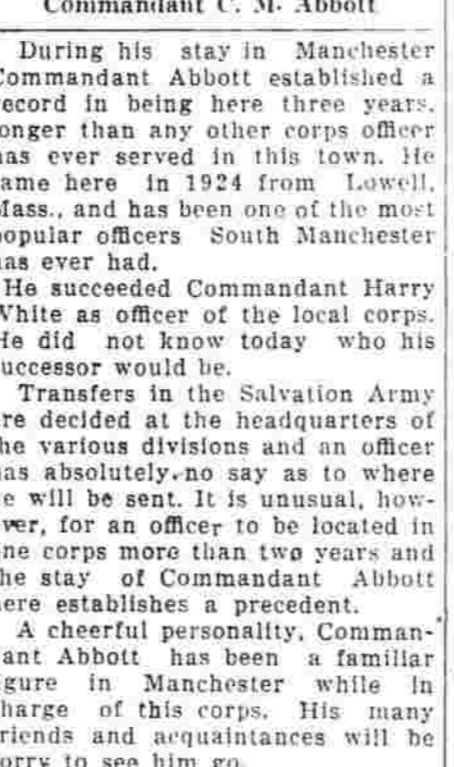 Commandant C. M. Abbott
During his stay in Manchester
Commandant Abbott established a
record in being here three years,
longer than any other corps officer
has ever served in this town. He
came here in 1924 from Lowell,
Mass., and has been one of the most
popular officers South Manchester
has ever had.
He succeeded Commandant Harry
White as officer of the local corps.
He did not know today who his
successor would be.
Transfers in the Salvation Army
are decided at the headquarters of
the various divisions and an officer
has absolutely no say as to where
he will be sent. It is unusual, how-
ever, for an officer to be located in
one corps more than two years and
the stay of Commandant Abbott
here establishes a precedent.
A cheerful personality, Comman-
dant Abbott has been a familiar
figure in Manchester while in
charge of this corps. His many
friends and acquaintances will be
sorry to see him go.